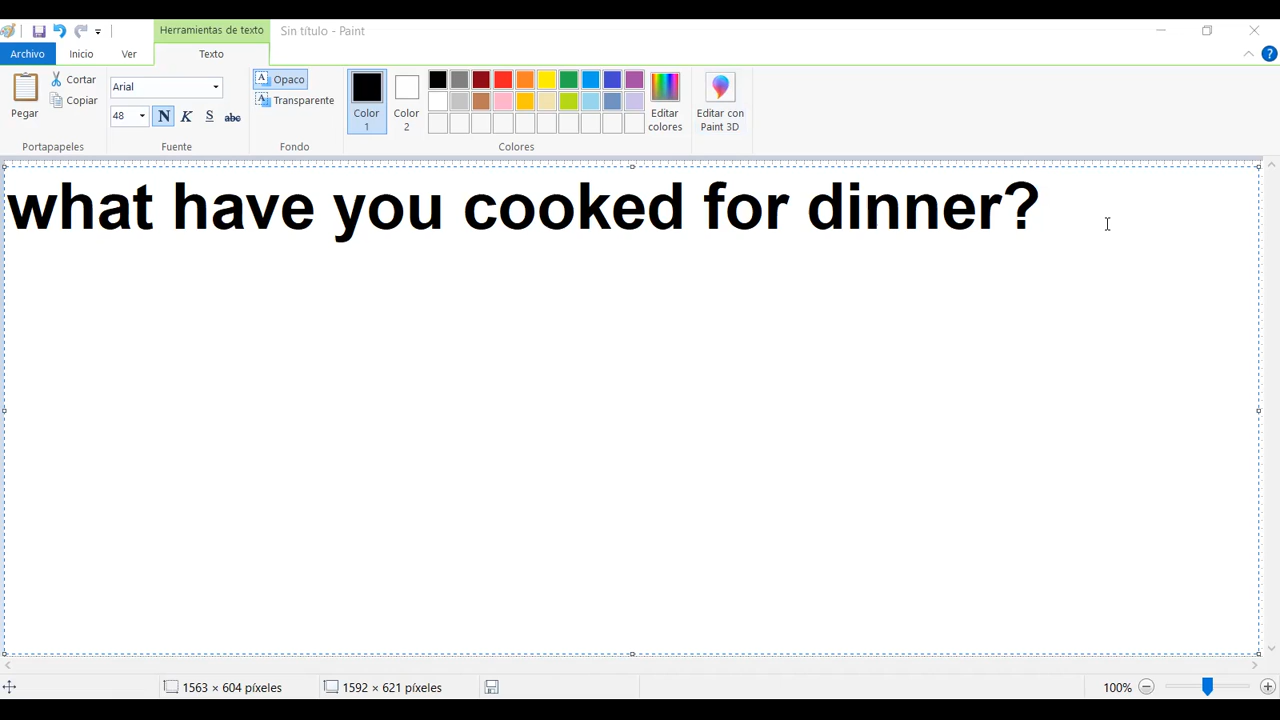 Herramientas de texto
Sin título - Paint
Archivo
Inicio
Ver
Texto
Pegar
Cortar
Copiar
Portapapeles
Arial
48
N K S abc
Fuente
Opaco
Transparente
Fondo
Color 1
Color 2
Editar colores
Colores
Editar con Paint 3D
what have you cooked for dinner?
1563 × 604 píxeles
1592 × 621 píxeles
100%